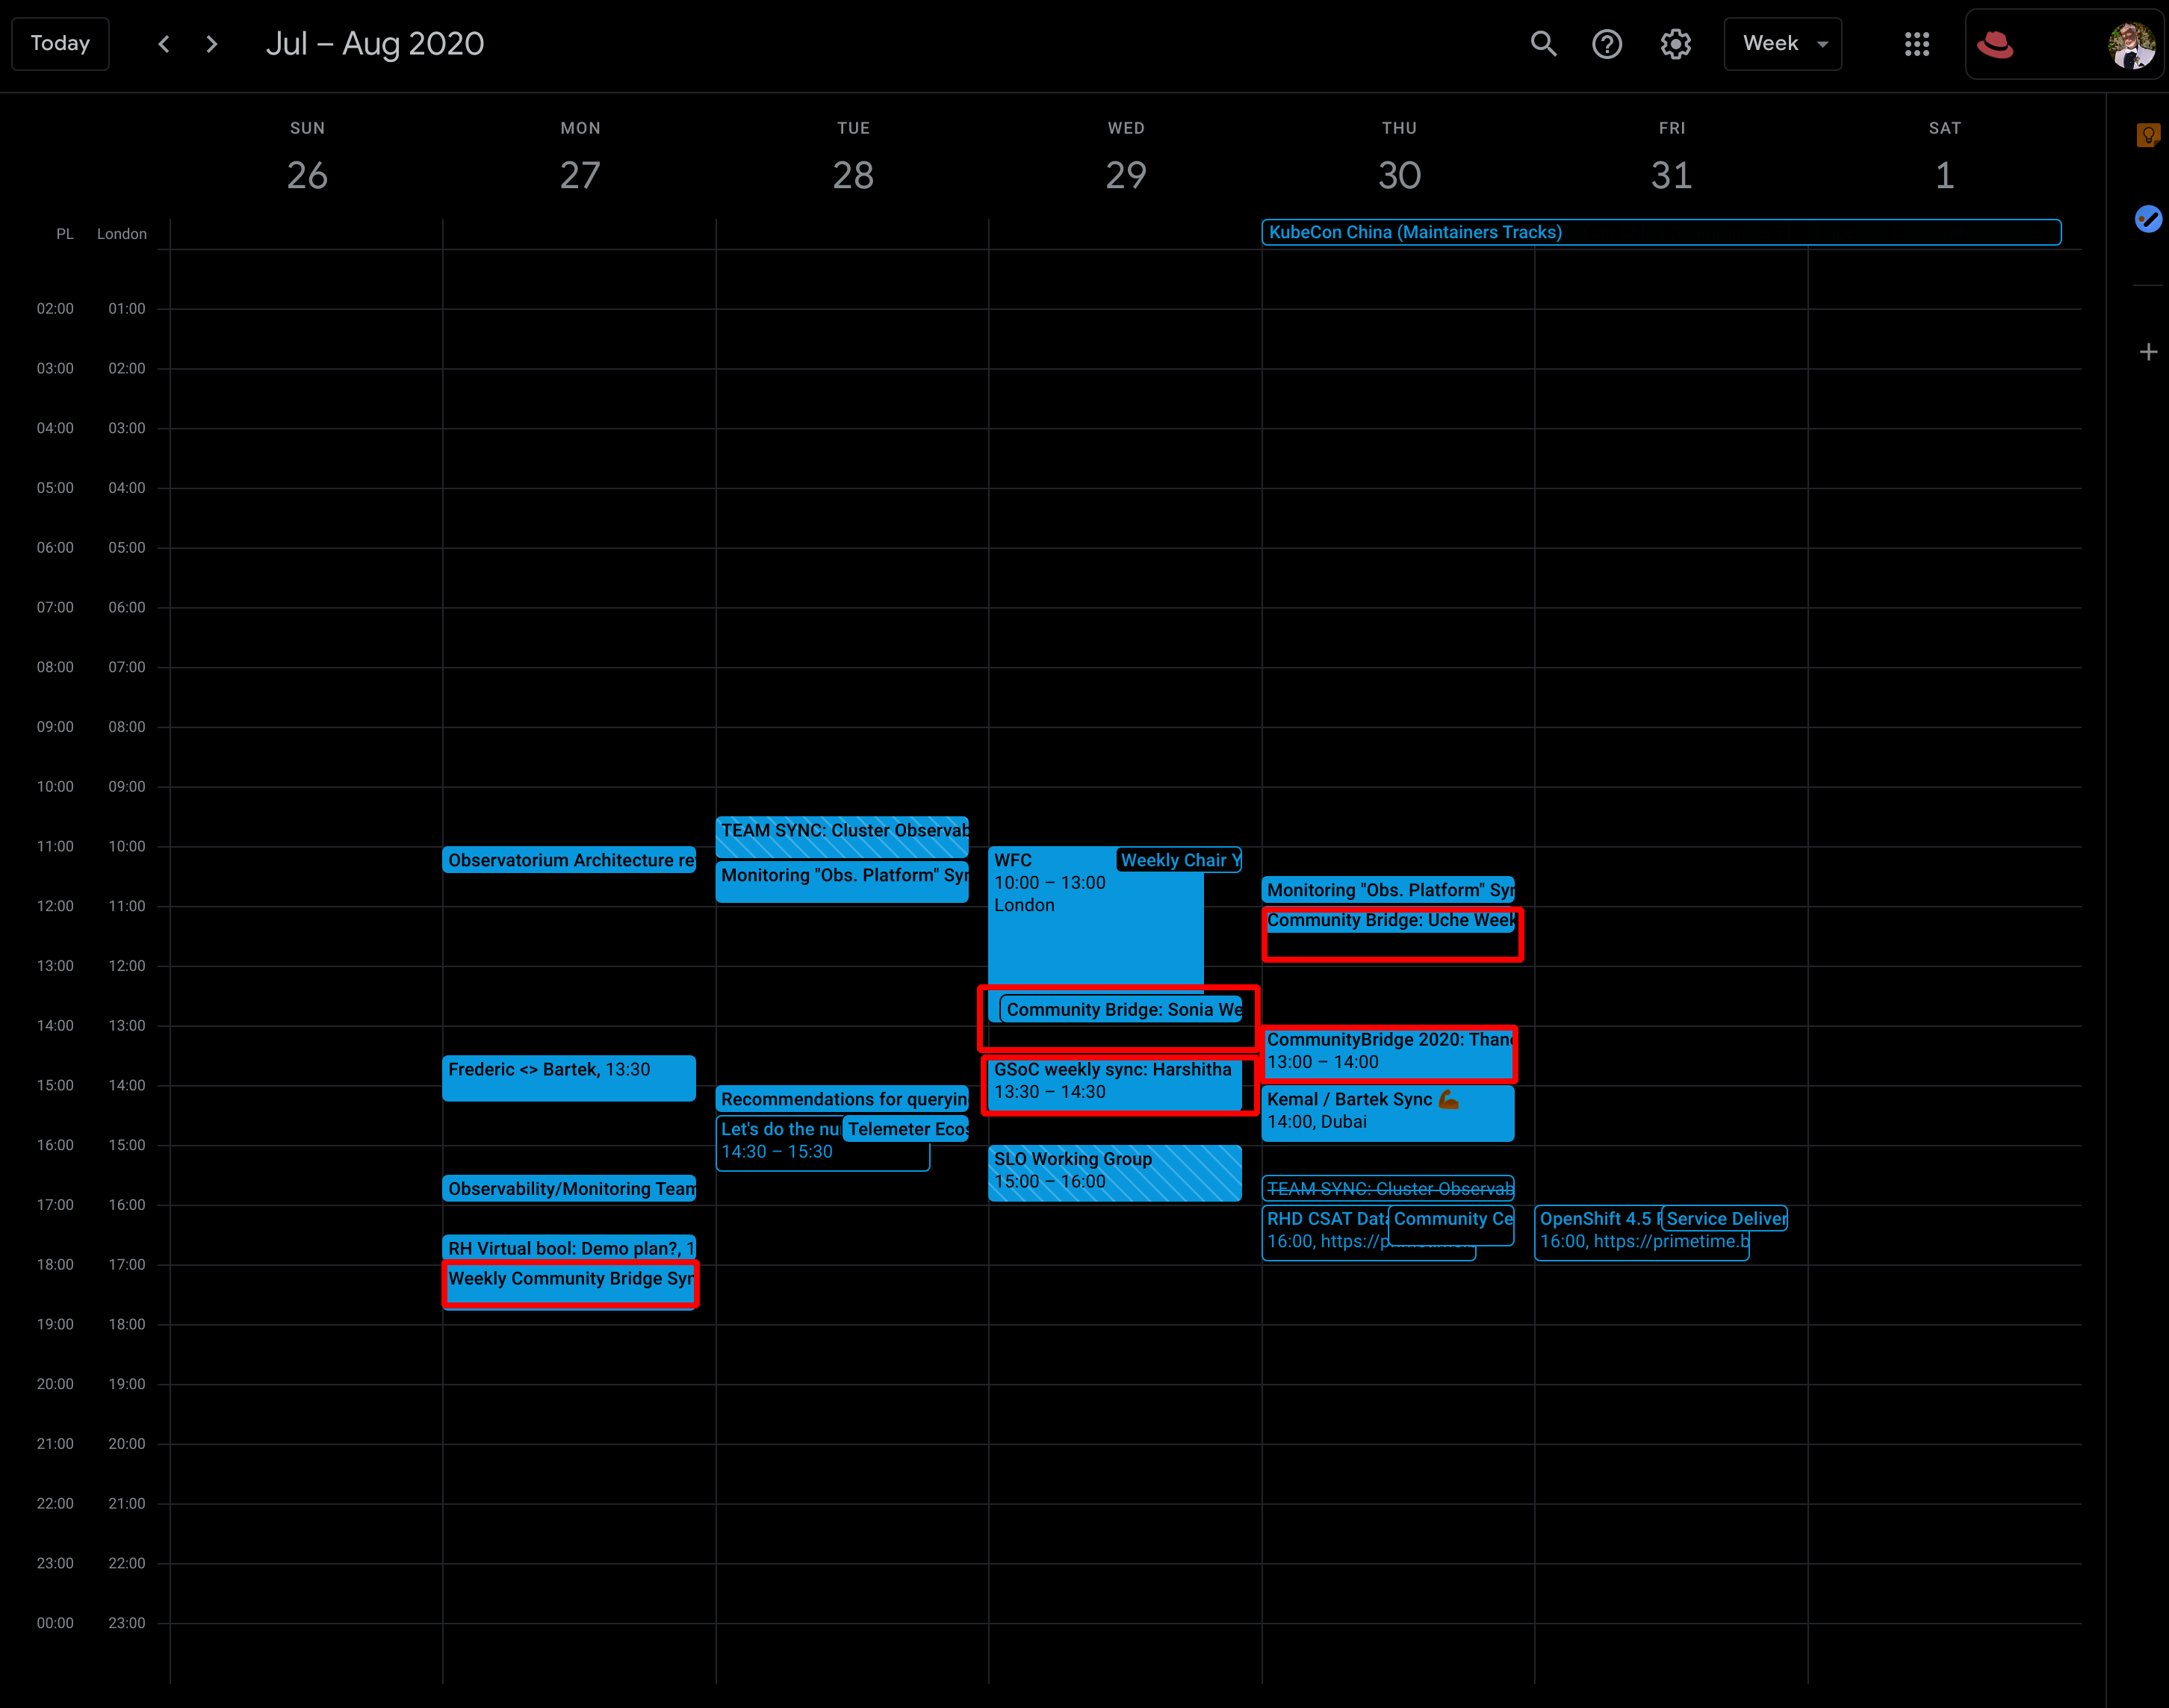 Today
Jul – Aug 2020
Week
SUN
MON
TUE
WED
THU
FRI
SAT
26
27
28
29
30
31
1
PL London
KubeCon China (Maintainers Tracks)
02:00 01:00
03:00 02:00
04:00 03:00
05:00 04:00
06:00 05:00
07:00 06:00
08:00 07:00
09:00 08:00
10:00 09:00
11:00 10:00
12:00 11:00
13:00 12:00
14:00 13:00
15:00 14:00
16:00 15:00
17:00 16:00
18:00 17:00
19:00 18:00
20:00 19:00
21:00 20:00
22:00 21:00
23:00 22:00
00:00 23:00
Observatorium Architecture re
Frederic <> Bartek, 13:30
Observability/Monitoring Team
RH Virtual bool: Demo plan?, 1
Weekly Community Bridge Syn
TEAM SYNC: Cluster Observab
Monitoring "Obs. Platform" Syn
Recommendations for queryin
Let's do the nu
14:30 – 15:30
Telemeter Ecos
WFC
10:00 – 13:00
London
Weekly Chair Y
Community Bridge: Sonia We
GSoC weekly sync: Harshitha
13:30 – 14:30
SLO Working Group
15:00 – 16:00
Monitoring "Obs. Platform" Syn
Community Bridge: Uche Week
CommunityBridge 2020: Than
13:00 – 14:00
Kemal / Bartek Sync 💪🏾
14:00, Dubai
TEAM SYNC: Cluster Observab
RHD CSAT Data
16:00, https://p
Community Ce
OpenShift 4.5 F
16:00, https://primetime.b
Service Deliver